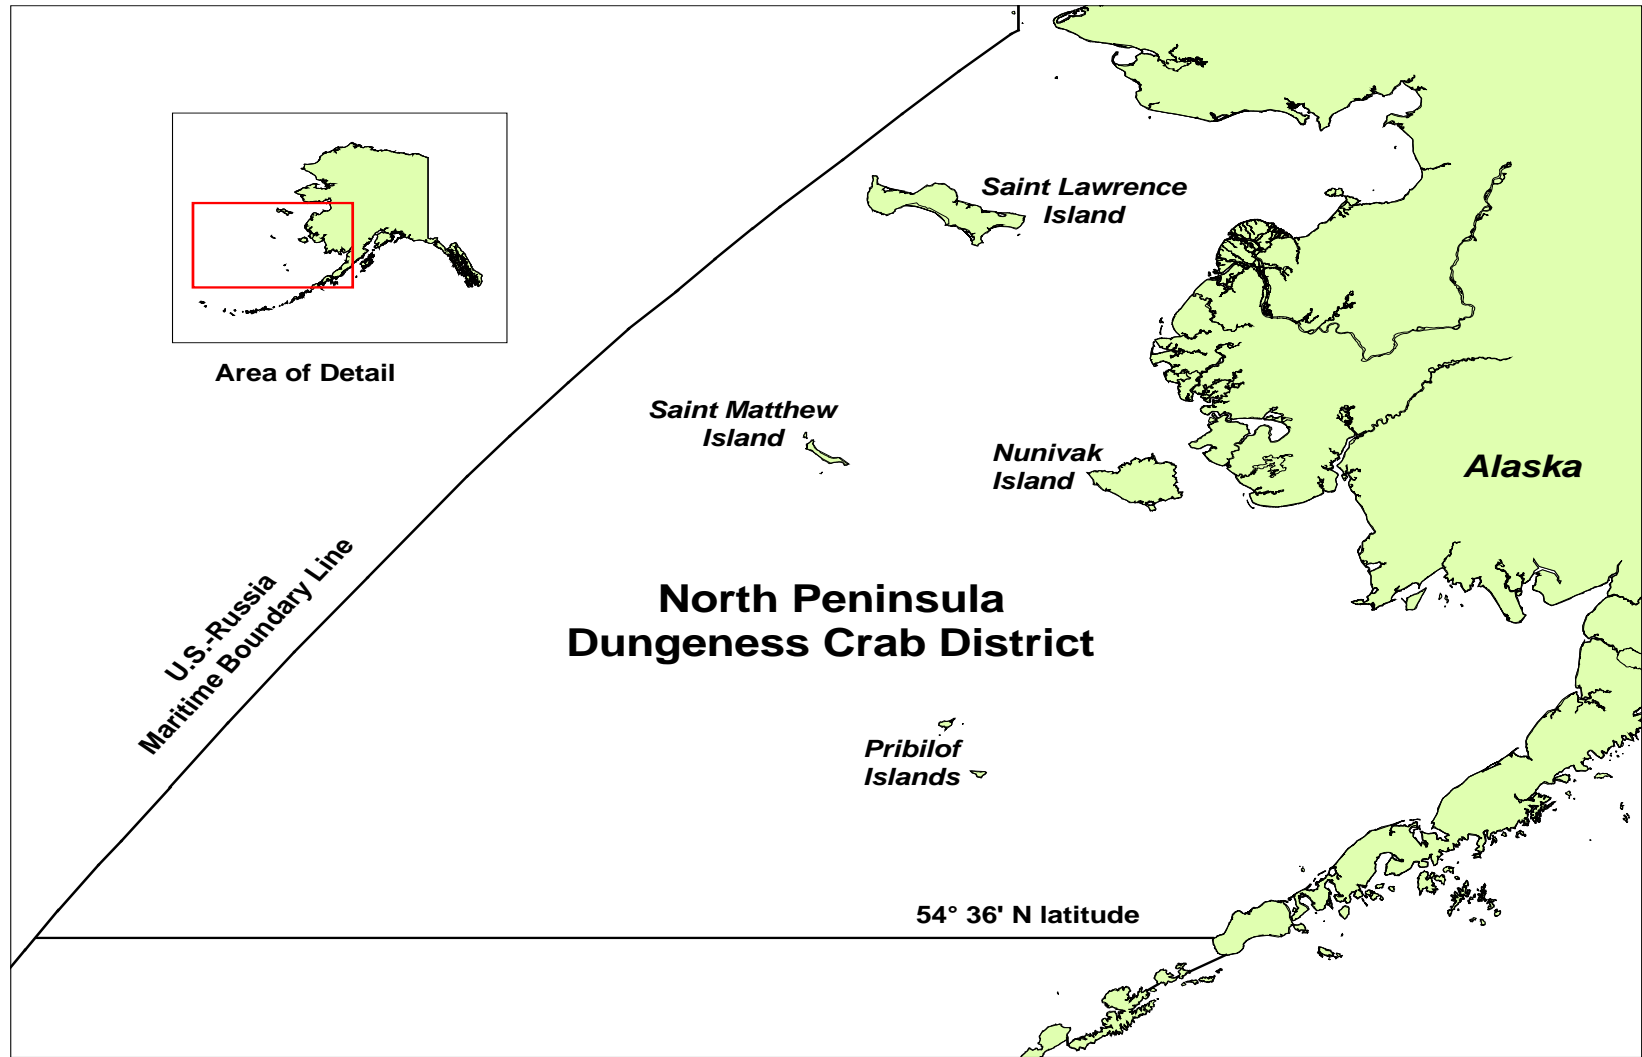 Saint Lawrence
Island
Area of Detail
Saint Matthew
Island
Nunivak
Island
Alaska
U.S.-Russia
Maritime Boundary Line
North Peninsula
Dungeness Crab District
Pribilof
Islands
54° 36' N latitude